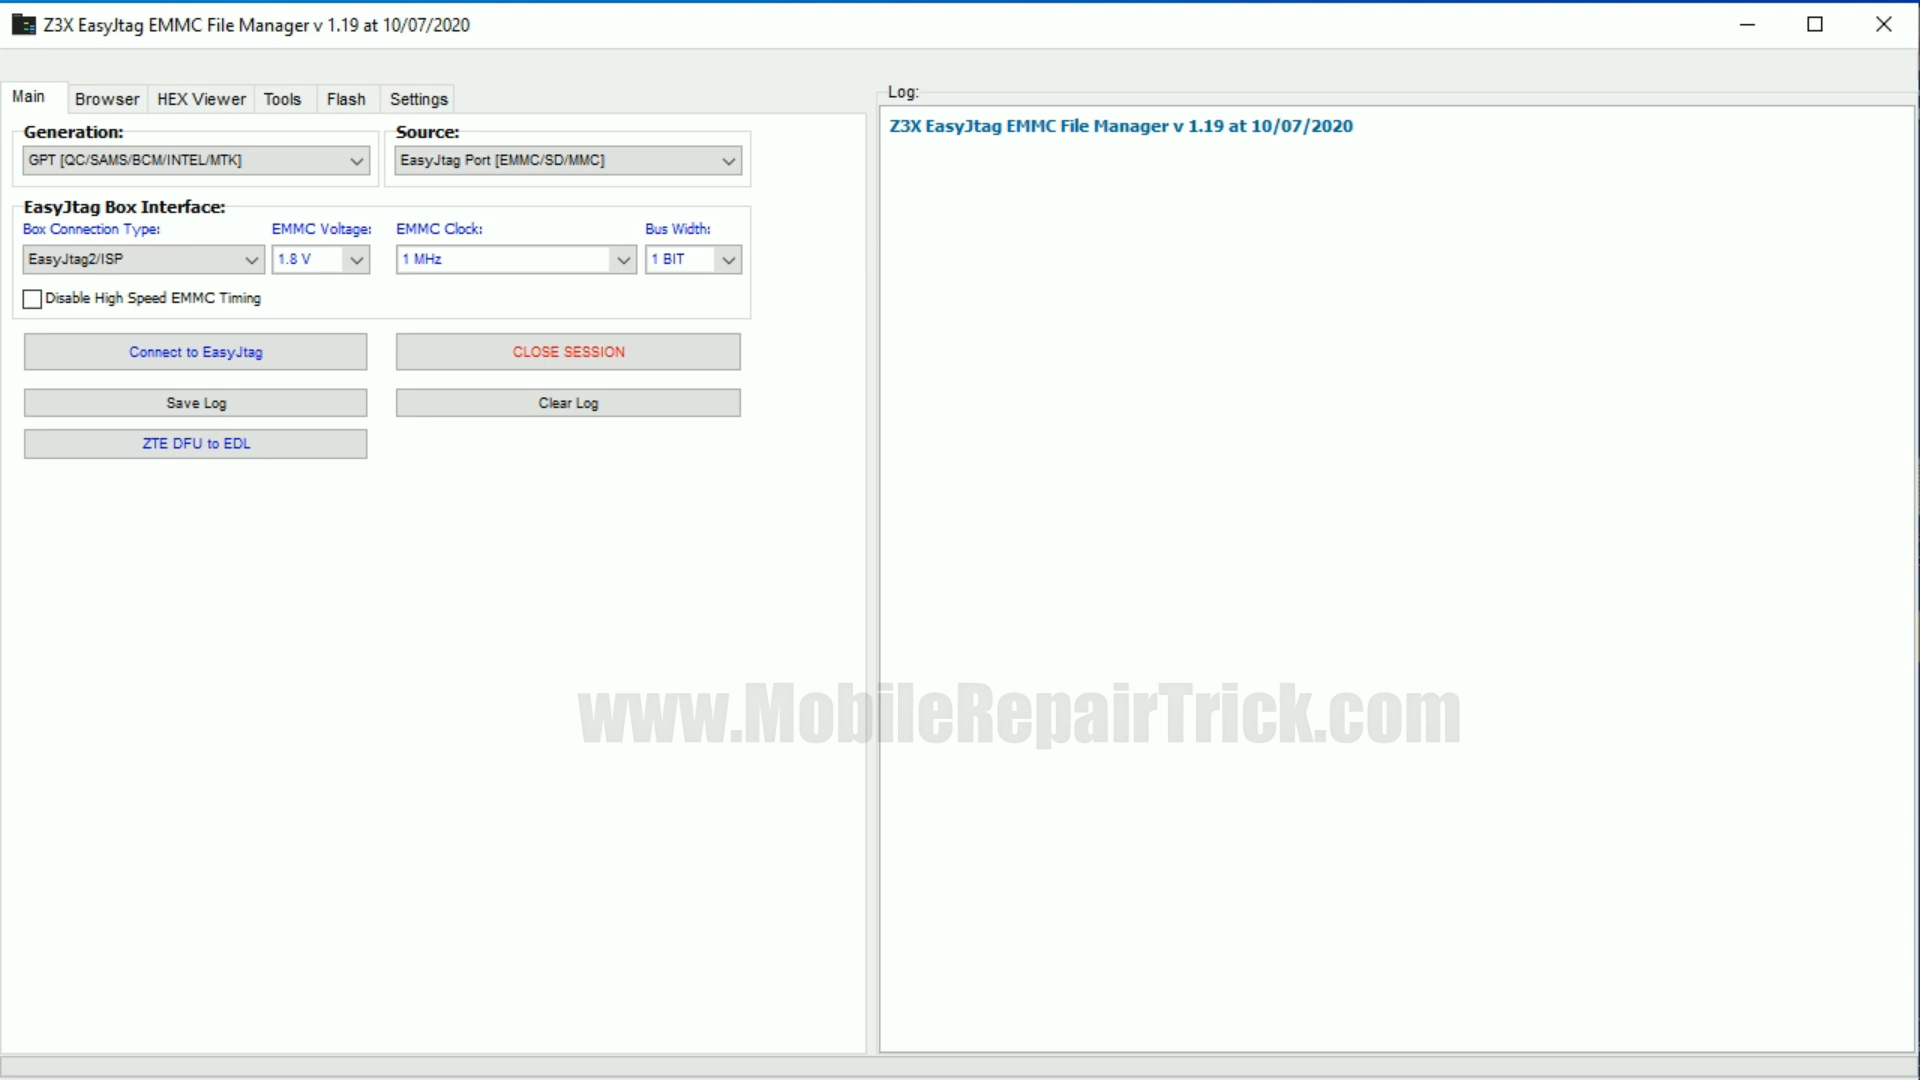 Z3X EasyJtag EMMC File Manager v 1.19 at 10/07/2020
Main Browser HEX Viewer Tools Flash Settings
Log:
Z3X EasyJtag EMMC File Manager v 1.19 at 10/07/2020
Generation: Source:
GPT [QC/SAMS/BCM/INTEL/MTK] EasyJtag Port [EMMC/SD/MMC]
EasyJtag Box Interface:
Box Connection Type: EMMC Voltage: EMMC Clock: Bus Width:
EasyJtag2/ISP 1.8 V 1 MHz 1 BIT
Disable High Speed EMMC Timing
Connect to EasyJtag CLOSE SESSION
Save Log Clear Log
ZTE DFU to EDL
www.MobileRepairTrick.com